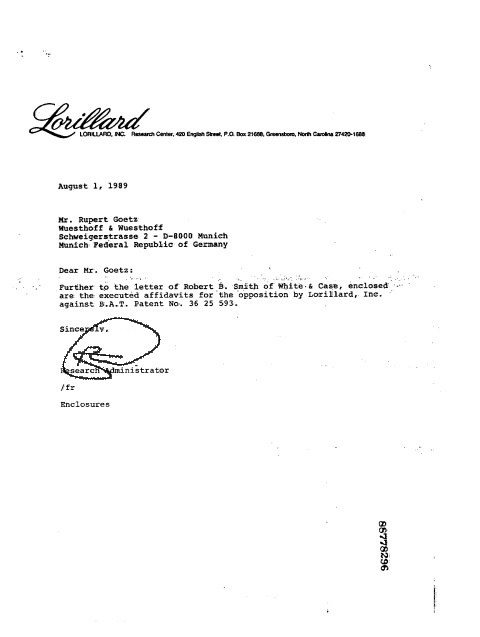 Lorillard
LORILLARD, INC. Research Center, 420 English Street, P.O. Box 21688, Greensboro, North Carolina 27420-1688
August 1, 1989
Mr. Rupert Goetz
Wuesthoff & Wuesthoff
Schweigerstrasse 2 - D-8000 Munich
Munich Federal Republic of Germany
Dear Mr. Goetz:
Further to the letter of Robert B. Smith of White & Case, enclosed
are the executed affidavits for the opposition by Lorillard, Inc.
against B.A.T. Patent No. 36 25 593.
Sincerely,
Research Administrator
/fr
Enclosures
86778296